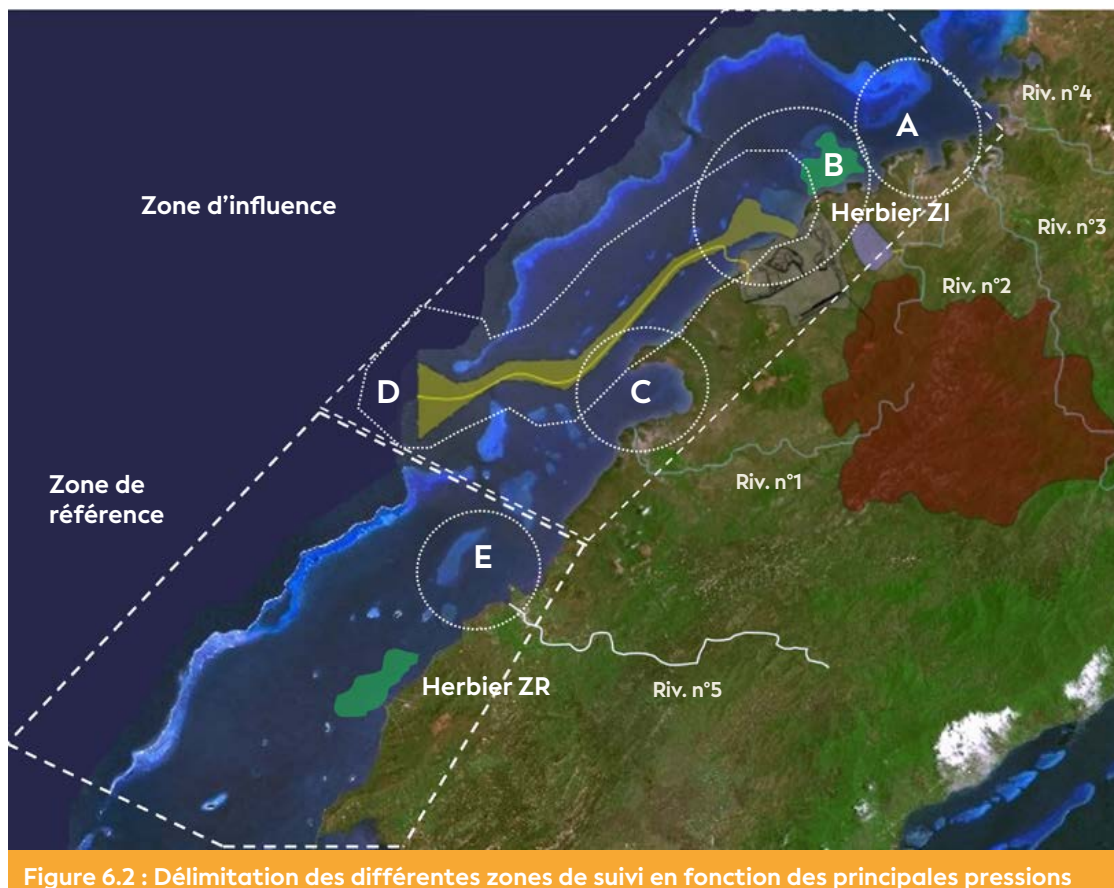 Riv. n°4
A
Zone d'influence
B
Herbier ZI
Riv. n°3
Riv. n°2
D
C
Zone de
référence
Riv. n°1
E
Herbier ZR
Riv. n°5
Figure 6.2 : Délimitation des différentes zones de suivi en fonction des principales pressions